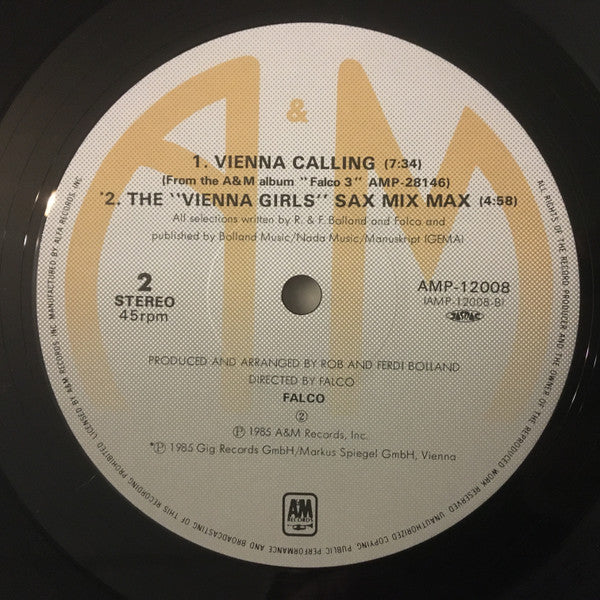 A&M
1. VIENNA CALLING (7:34)
(From the A&M album "Falco 3" AMP-28146)
*2. THE "VIENNA GIRLS" SAX MIX MAX (4:58)
All selections written by R. & F. Bolland and Falco and
published by Bolland Music/Nada Music/Manuskript (GEMA)
2
STEREO
45rpm
AMP-12008
(AMP-12008-B)
JASRAC
PRODUCED AND ARRANGED BY ROB AND FERDI BOLLAND
DIRECTED BY FALCO
FALCO
②
Ⓟ 1985 A&M Records, Inc.
*Ⓟ 1985 Gig Records GmbH/Markus Spiegel GmbH, Vienna
A&M
RECORDS
ALL RIGHTS OF THE RECORD PRODUCER AND THE OWNER OF THE REPRODUCED WORK RESERVED. UNAUTHORIZED COPYING, PUBLIC PERFORMANCE AND BROADCASTING THIS RECORDING PROHIBITED. LICENSED BY A&M RECORDS, INC. MANUFACTURED BY ALFA RECORDS, INC.